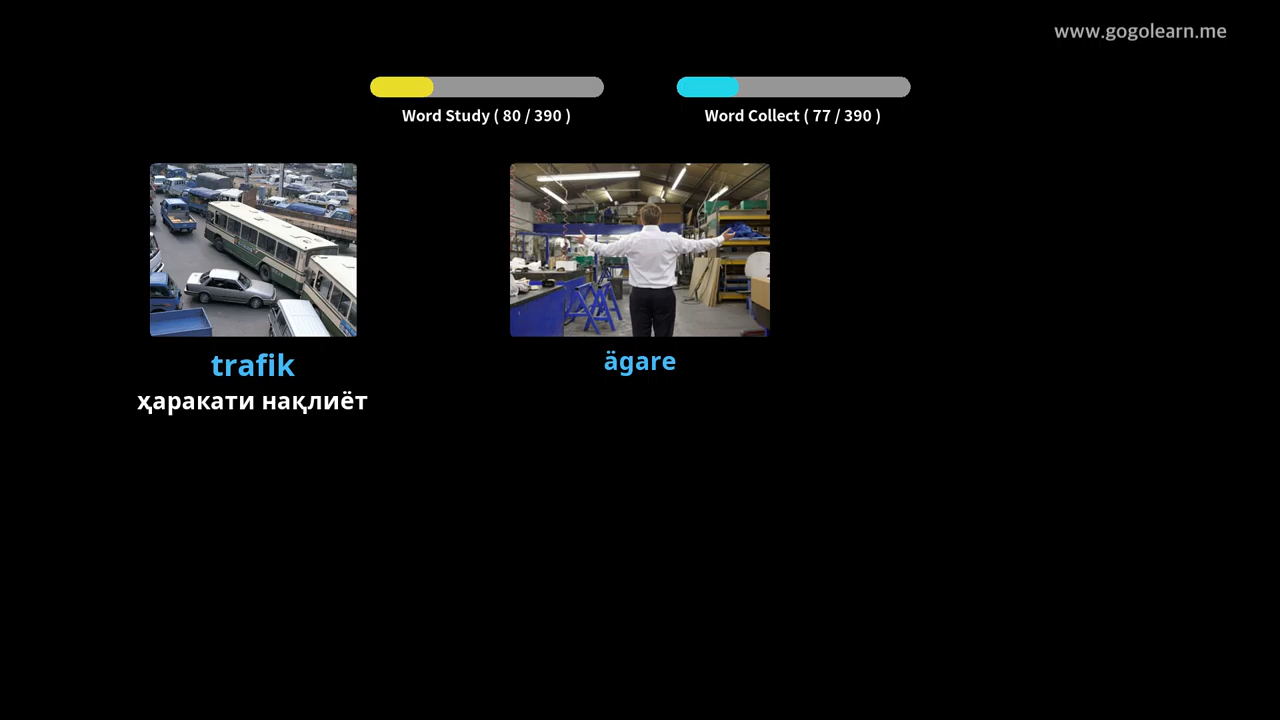 www.gogolearn.me
Word Study ( 80 / 390 )
Word Collect ( 77 / 390 )
trafik
ҳаракати нақлиёт
ägare